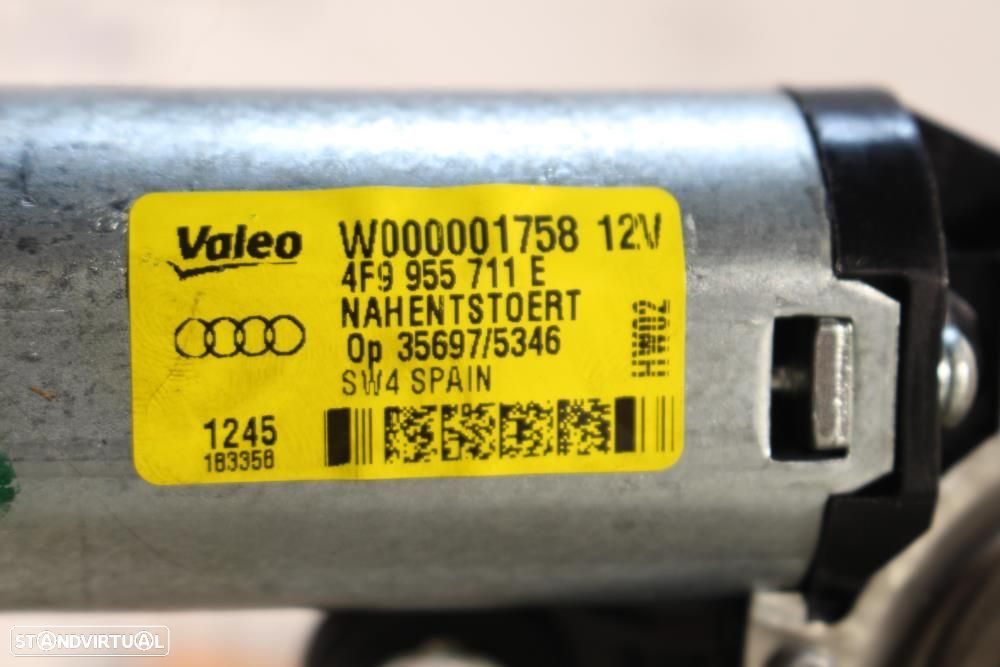 Valeo W000001758 12V
4F9 955 711 E
NAHENTSTOERT
Op 35697/5346
SW4 SPAIN
HW02
1245
183358
STANDVIRTUAL